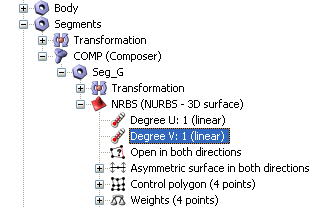 Body
Segments
Transformation
COMP (Composer)
Seg_G
Transformation
NRBS (NURBS - 3D surface)
Degree U: 1 (linear)
Degree V: 1 (linear)
Open in both directions
Asymmetric surface in both directions
Control polygon (4 points)
Weights (4 points)